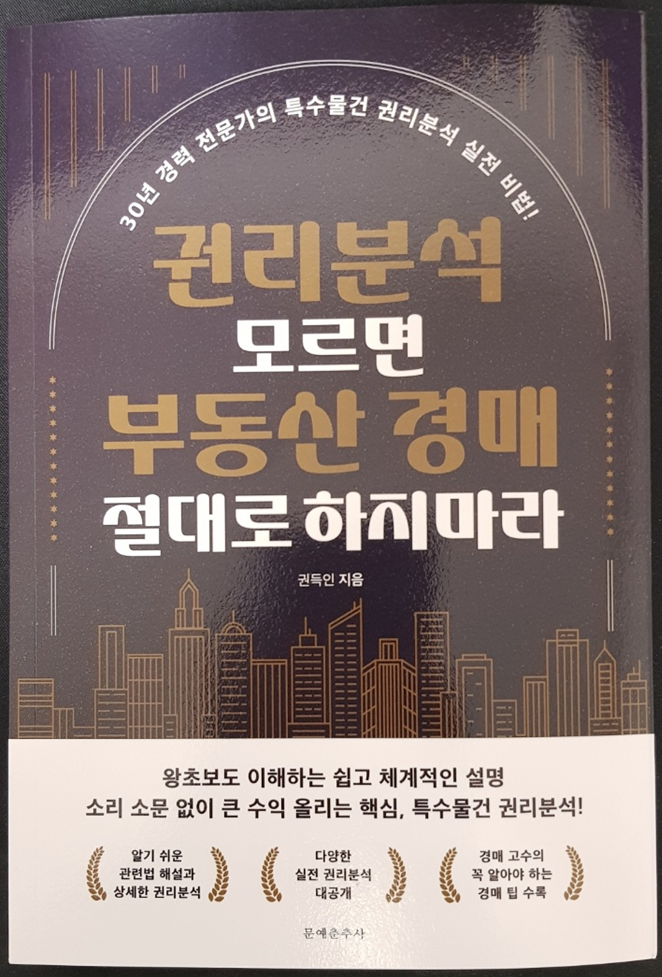 30년 경력 전문가의 특수물건 권리분석 실전 비법!
권리분석
모르면
부동산 경매
절대로 하지마라
권득인 지음
왕초보도 이해하는 쉽고 체계적인 설명
소리 소문 없이 큰 수익 올리는 핵심, 특수물건 권리분석!
알기 쉬운
관련법 해설과
상세한 권리분석
다양한
실전 권리분석
대공개
경매 고수의
꼭 알아야 하는
경매 팁 수록
문예춘추사